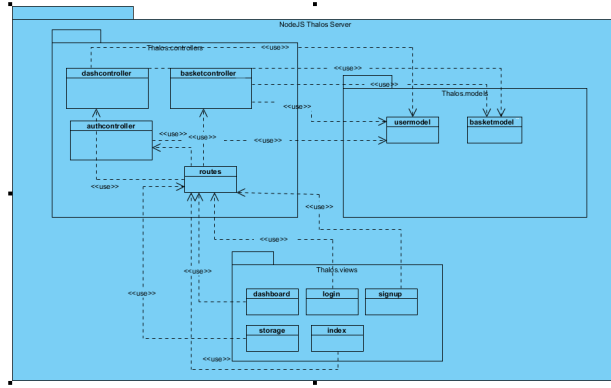 NodeJS Thalos Server
Thalos.controllers
<<use>>
dashcontroller
basketcontroller
<<use>>
<<use>>
Thalos.models
<<use>>
authcontroller
usermodel
basketmodel
<<use>>
<<use>>
<<use>>
routes
<<use>>
<<use>>
<<use>>
Thalos.views
<<use>>
<<use>>
dashboard
login
signup
storage
index
<<use>>